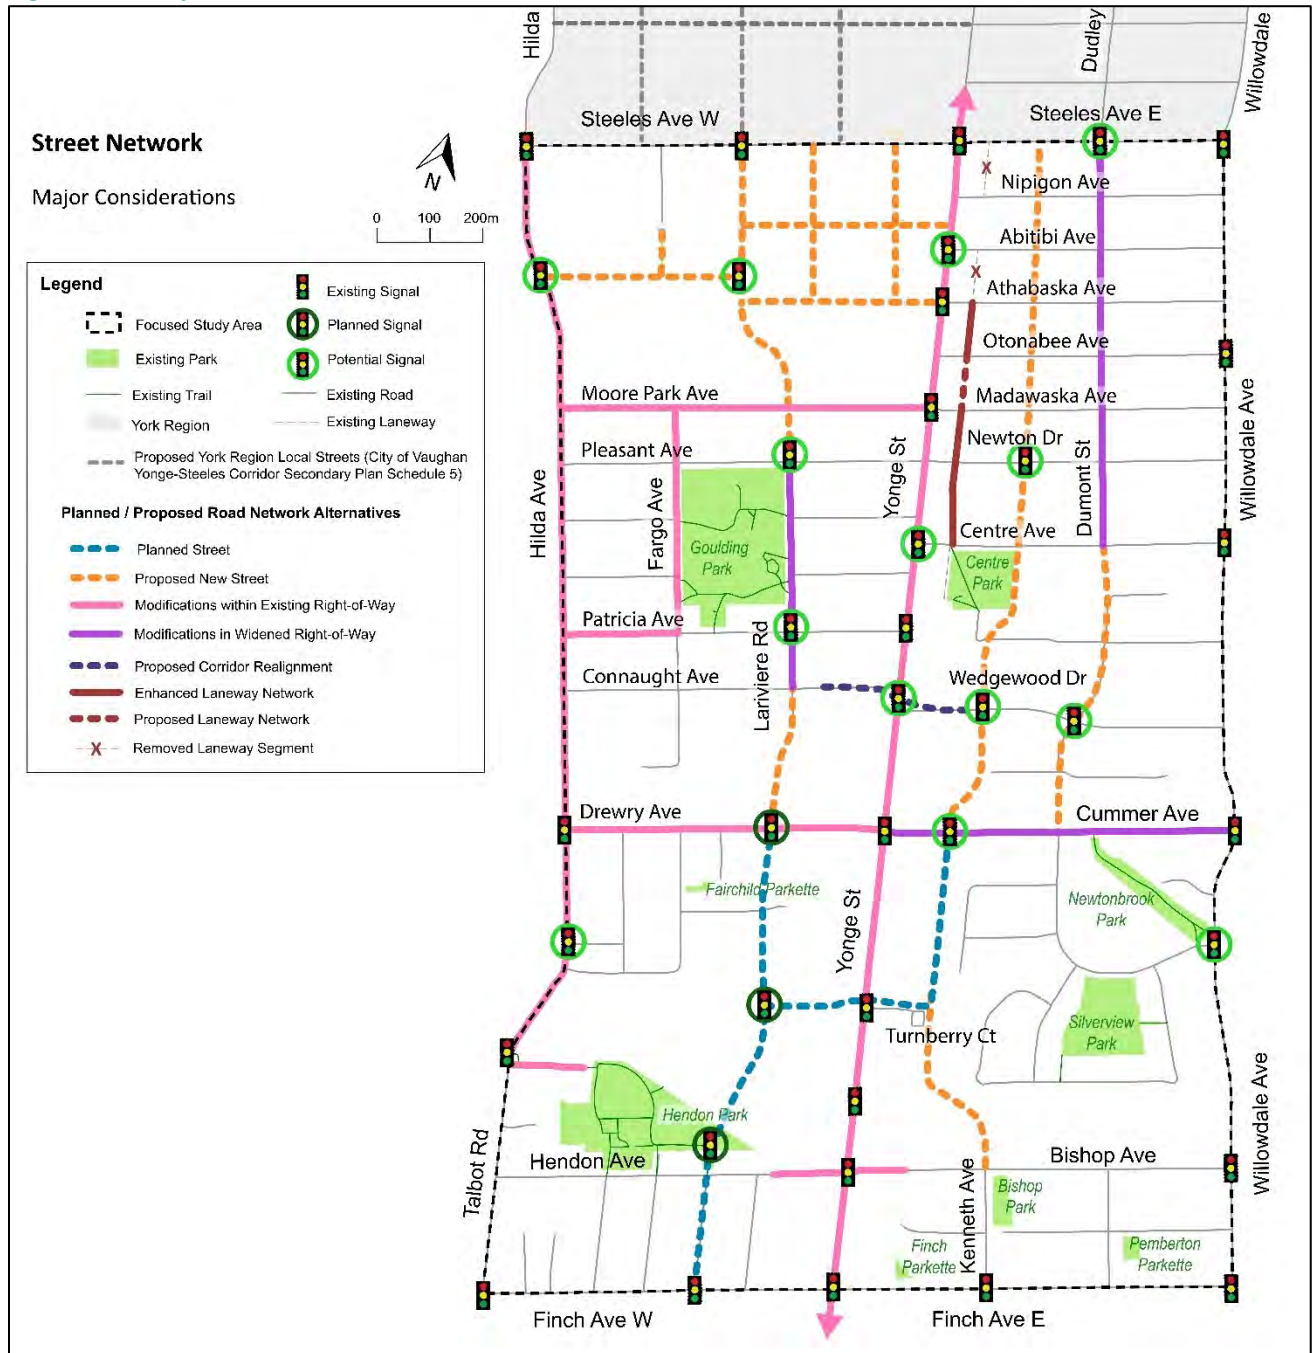 Street Network
Major Considerations
N
0 100 200m
Legend
Focused Study Area
Existing Park
Existing Trail
York Region
Proposed York Region Local Streets (City of Vaughan
Yonge-Steeles Corridor Secondary Plan Schedule 5)
Existing Signal
Planned Signal
Potential Signal
Existing Road
Existing Laneway
Planned / Proposed Road Network Alternatives
Planned Street
Proposed New Street
Modifications within Existing Right-of-Way
Modifications in Widened Right-of-Way
Proposed Corridor Realignment
Enhanced Laneway Network
Proposed Laneway Network
X
Removed Laneway Segment
Hilda
Dudley
Willowdale
Steeles Ave W
Steeles Ave E
X
Nipigon Ave
Abitibi Ave
X
Athabaska Ave
Otonabee Ave
Moore Park Ave
Madawaska Ave
Pleasant Ave
Newton Dr
Hilda Ave
Fargo Ave
Yonge St
Dumont St
Willowdale Ave
Centre Ave
Goulding
Park
Centre
Park
Patricia Ave
Lariviere Rd
Connaught Ave
Wedgewood Dr
Drewry Ave
Cummer Ave
Fairchild Parkette
Newtonbrook
Park
Yonge St
Turnberry Ct
Silverview
Park
Hendon Park
Talbot Rd
Hendon Ave
Bishop Ave
Willowdale Ave
Kenneth Ave
Bishop
Park
Finch
Parkette
Pemberton
Parkette
Finch Ave W
Finch Ave E